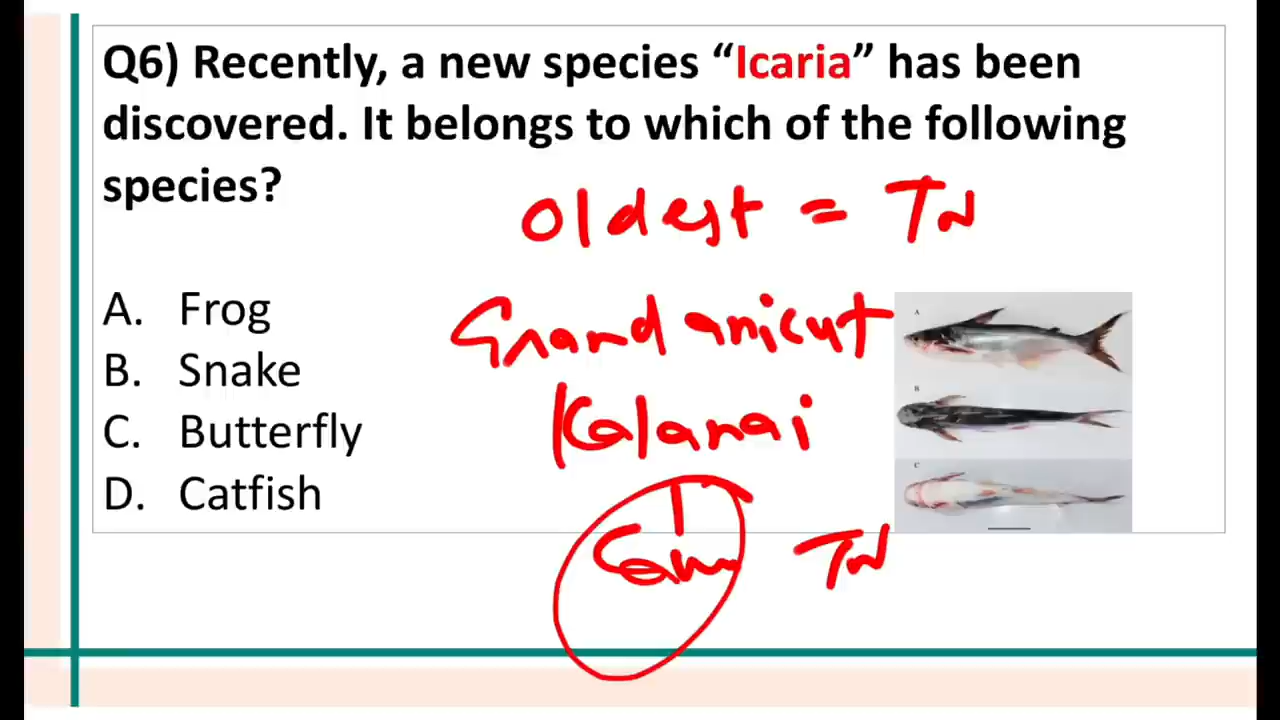 Q6) Recently, a new species “Icaria” has been
discovered. It belongs to which of the following
species?
Oldest = TN
A. Frog
Grand anicut
B. Snake
Kalanai
C. Butterfly
D. Catfish
TN
A
B
C